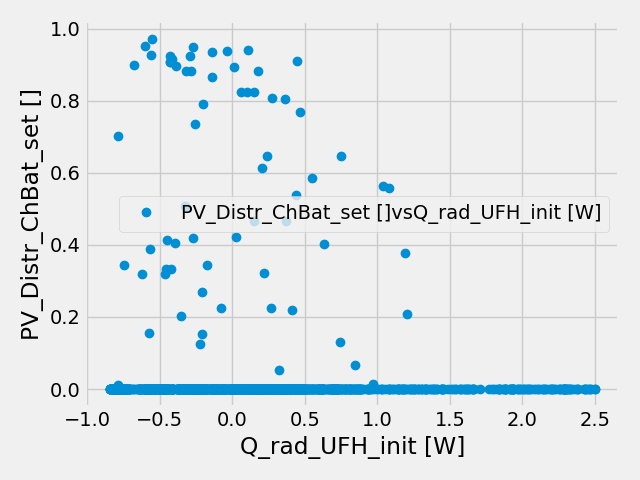 1.0
0.8
0.6
0.4
0.2
0.0
PV_Distr_ChBat_set []
PV_Distr_ChBat_set []vsQ_rad_UFH_init [W]
−1.0 −0.5 0.0 0.5 1.0 1.5 2.0 2.5
Q_rad_UFH_init [W]